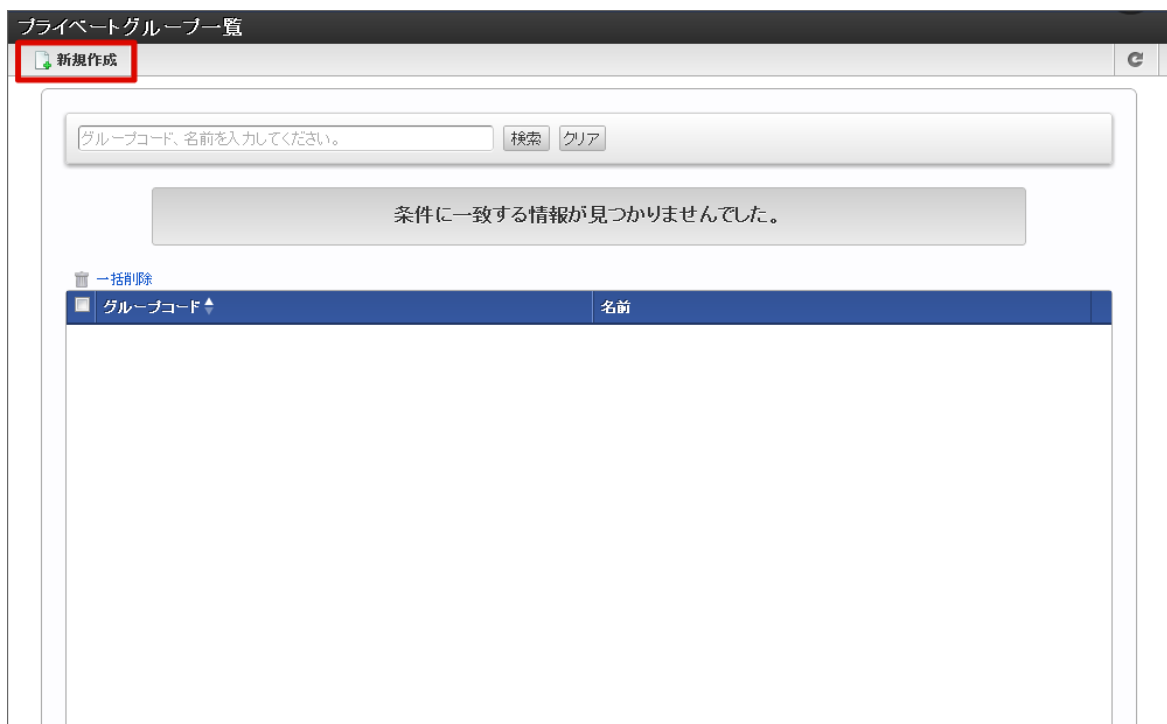 プライベートグループ一覧
新規作成
グループコード、名前を入力してください。 検索 クリア
条件に一致する情報が見つかりませんでした。
一括削除
グループコード 名前